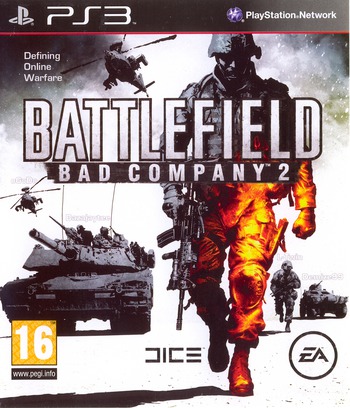 PS3
PlayStation®Network
Defining
Online
Warfare
BATTLEFIELD
BAD COMPANY 2
16
www.pegi.info
DICE
EA